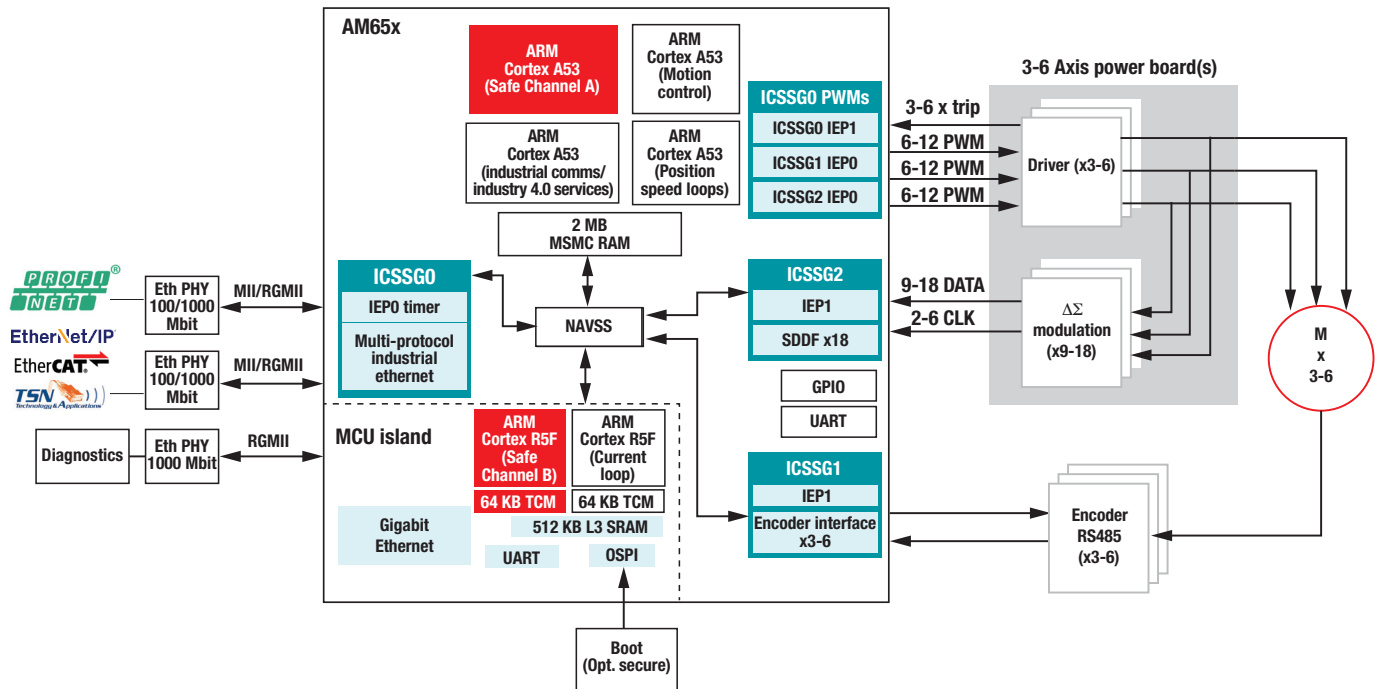 AM65x
ARM
Cortex A53
(Safe Channel A)
ARM
Cortex A53
(Motion
control)
ARM
Cortex A53
(industrial comms/
industry 4.0 services)
ARM
Cortex A53
(Position
speed loops)
2 MB
MSMC RAM
NAVSS
ICSSG0 PWMs
ICSSG0 IEP1
ICSSG1 IEP0
ICSSG2 IEP0
3-6 x trip
6-12 PWM
6-12 PWM
6-12 PWM
3-6 Axis power board(s)
Driver (x3-6)
ΔΣ
modulation
(x9-18)
M
x
3-6
PROFI
NET®
EtherNet/IP
EtherCAT
TSN
Technology & Applications
Eth PHY
100/1000
Mbit
MII/RGMII
Eth PHY
100/1000
Mbit
MII/RGMII
Diagnostics
Eth PHY
1000 Mbit
RGMII
ICSSG0
IEP0 timer
Multi-protocol
industrial
ethernet
ICSSG2
IEP1
SDDF x18
9-18 DATA
2-6 CLK
GPIO
UART
MCU island
ARM
Cortex R5F
(Safe
Channel B)
64 KB TCM
ARM
Cortex R5F
(Current
loop)
64 KB TCM
512 KB L3 SRAM
Gigabit
Ethernet
UART
OSPI
ICSSG1
IEP1
Encoder interface
x3-6
Encoder
RS485
(x3-6)
Boot
(Opt. secure)